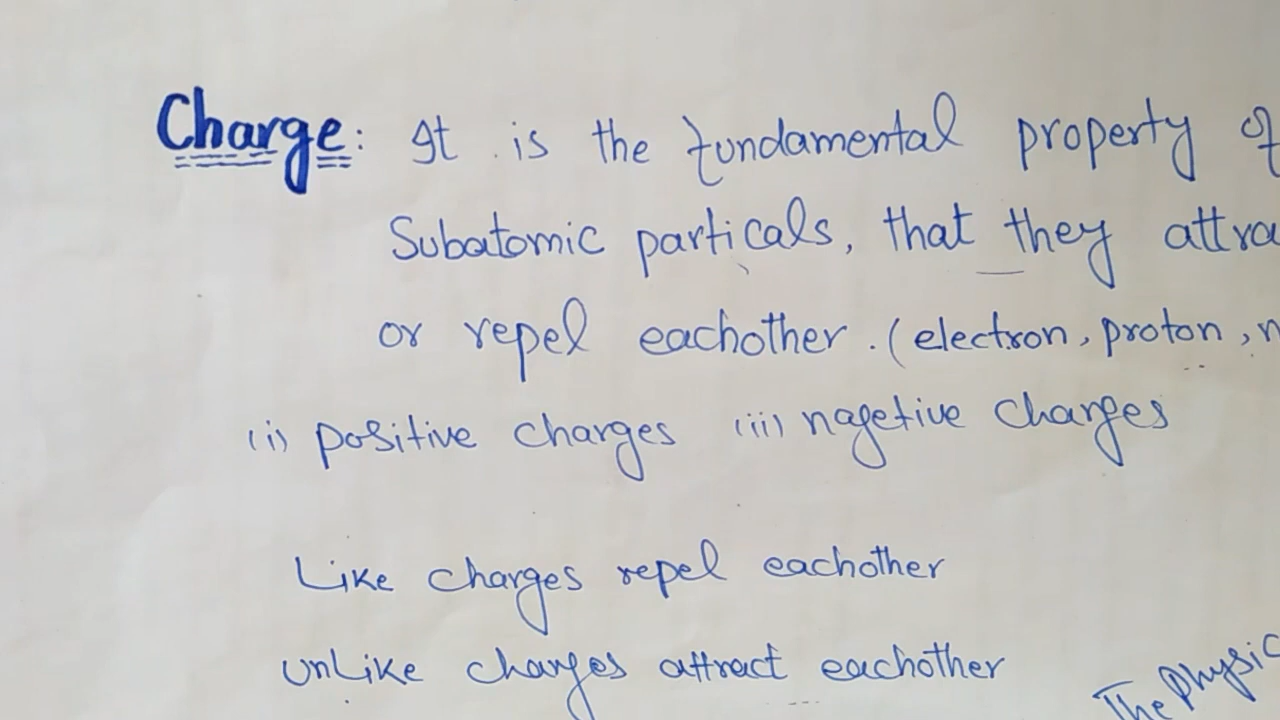 Charge: It is the fundamental property of
Subatomic particals, that they attra
or repel eachother. (electron, proton, n
(i) positive charges (ii) nagetive charges
Like charges repel eachother
unlike charges attract eachother
The Physic